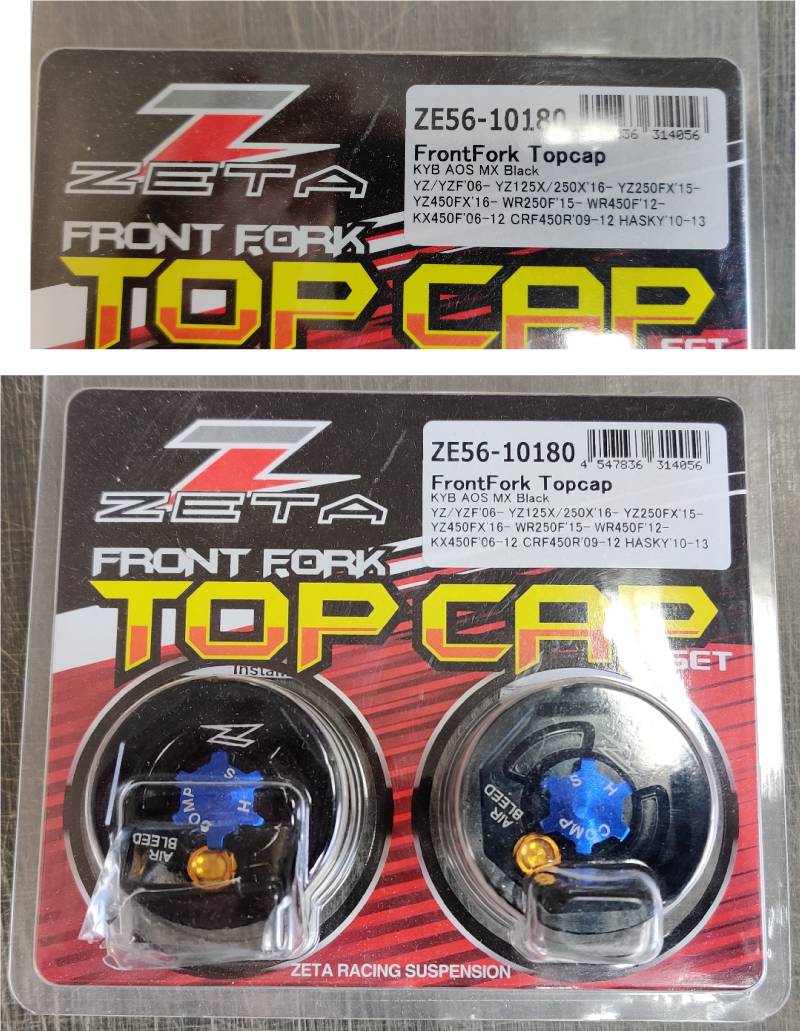 ZETA
ZE56-10180
836 314056
FrontFork Topcap
KYB AOS MX Black
YZ/YZF'06- YZ125X/250X'16- YZ250FX'15-
YZ450FX'16- WR250F'15- WR450F'12-
KX450F'06-12 CRF450R'09-12 HASKY'10-13
FRONT FORK
TOP CAP
SET
ZETA
ZE56-10180
4 547836 314056
FrontFork Topcap
KYB AOS MX Black
YZ/YZF'06- YZ125X/250X'16- YZ250FX'15-
YZ450FX'16- WR250F'15- WR450F'12-
KX450F'06-12 CRF450R'09-12 HASKY'10-13
FRONT FORK
TOP CAP
SET
S H
COMP
AIR
BLEED
S H
COMP
AIR
BLEED
ZETA RACING SUSPENSION